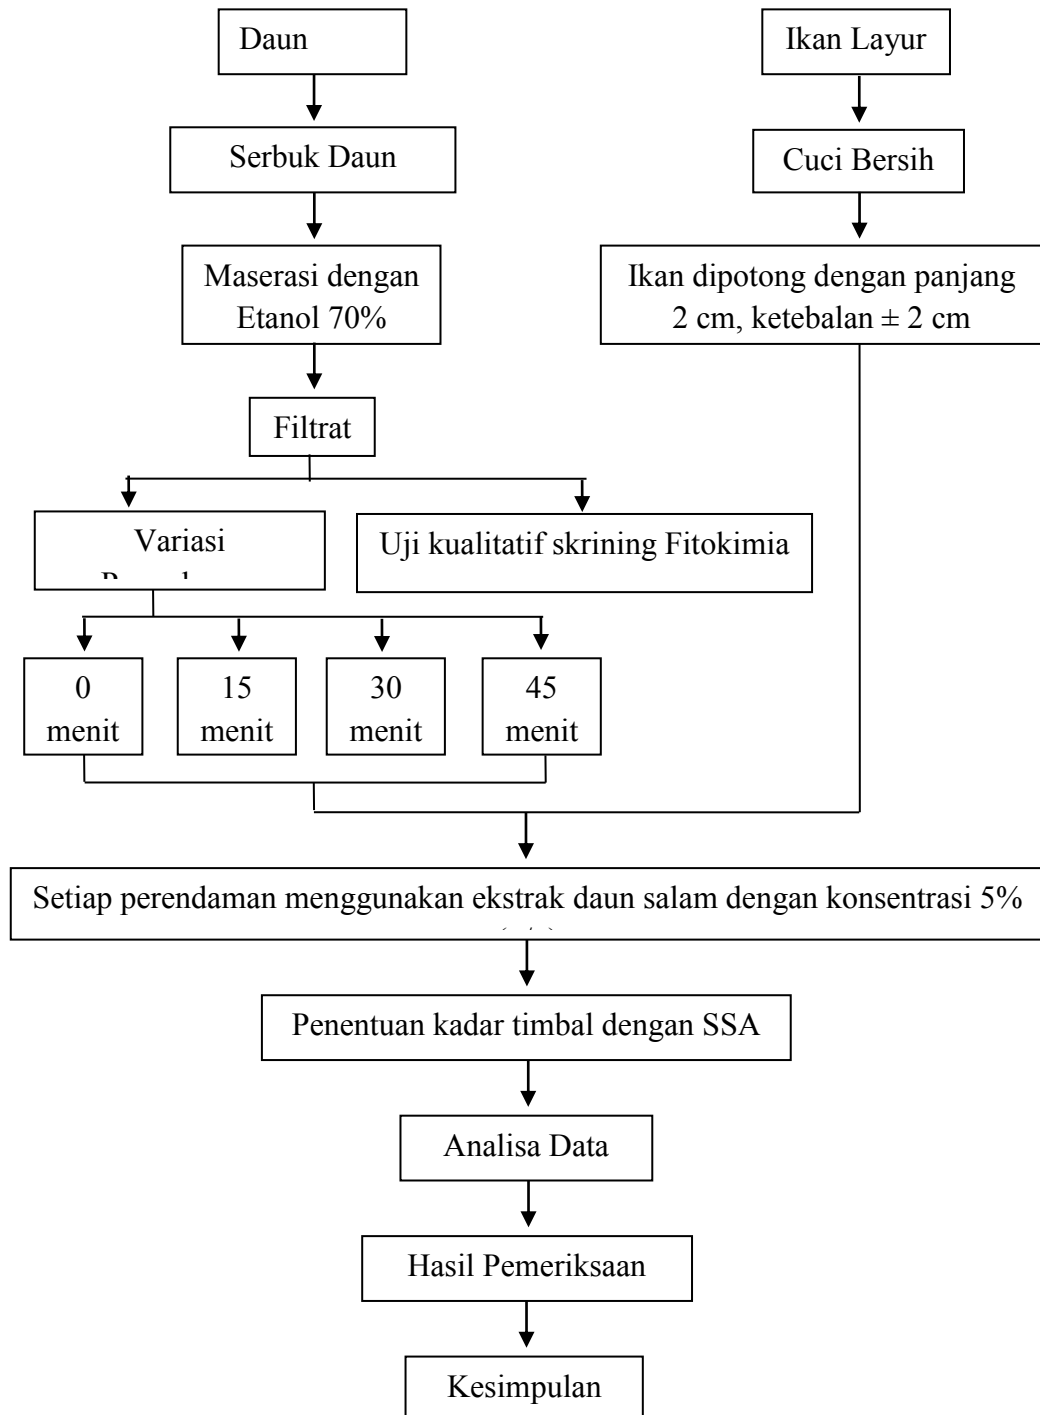 Daun
Ikan Layur
Serbuk Daun
Cuci Bersih
Maserasi dengan
Etanol 70%
Ikan dipotong dengan panjang
2 cm, ketebalan ± 2 cm
Filtrat
Variasi
Uji kualitatif skrining Fitokimia
0
menit
15
menit
30
menit
45
menit
Setiap perendaman menggunakan ekstrak daun salam dengan konsentrasi 5%
Penentuan kadar timbal dengan SSA
Analisa Data
Hasil Pemeriksaan
Kesimpulan